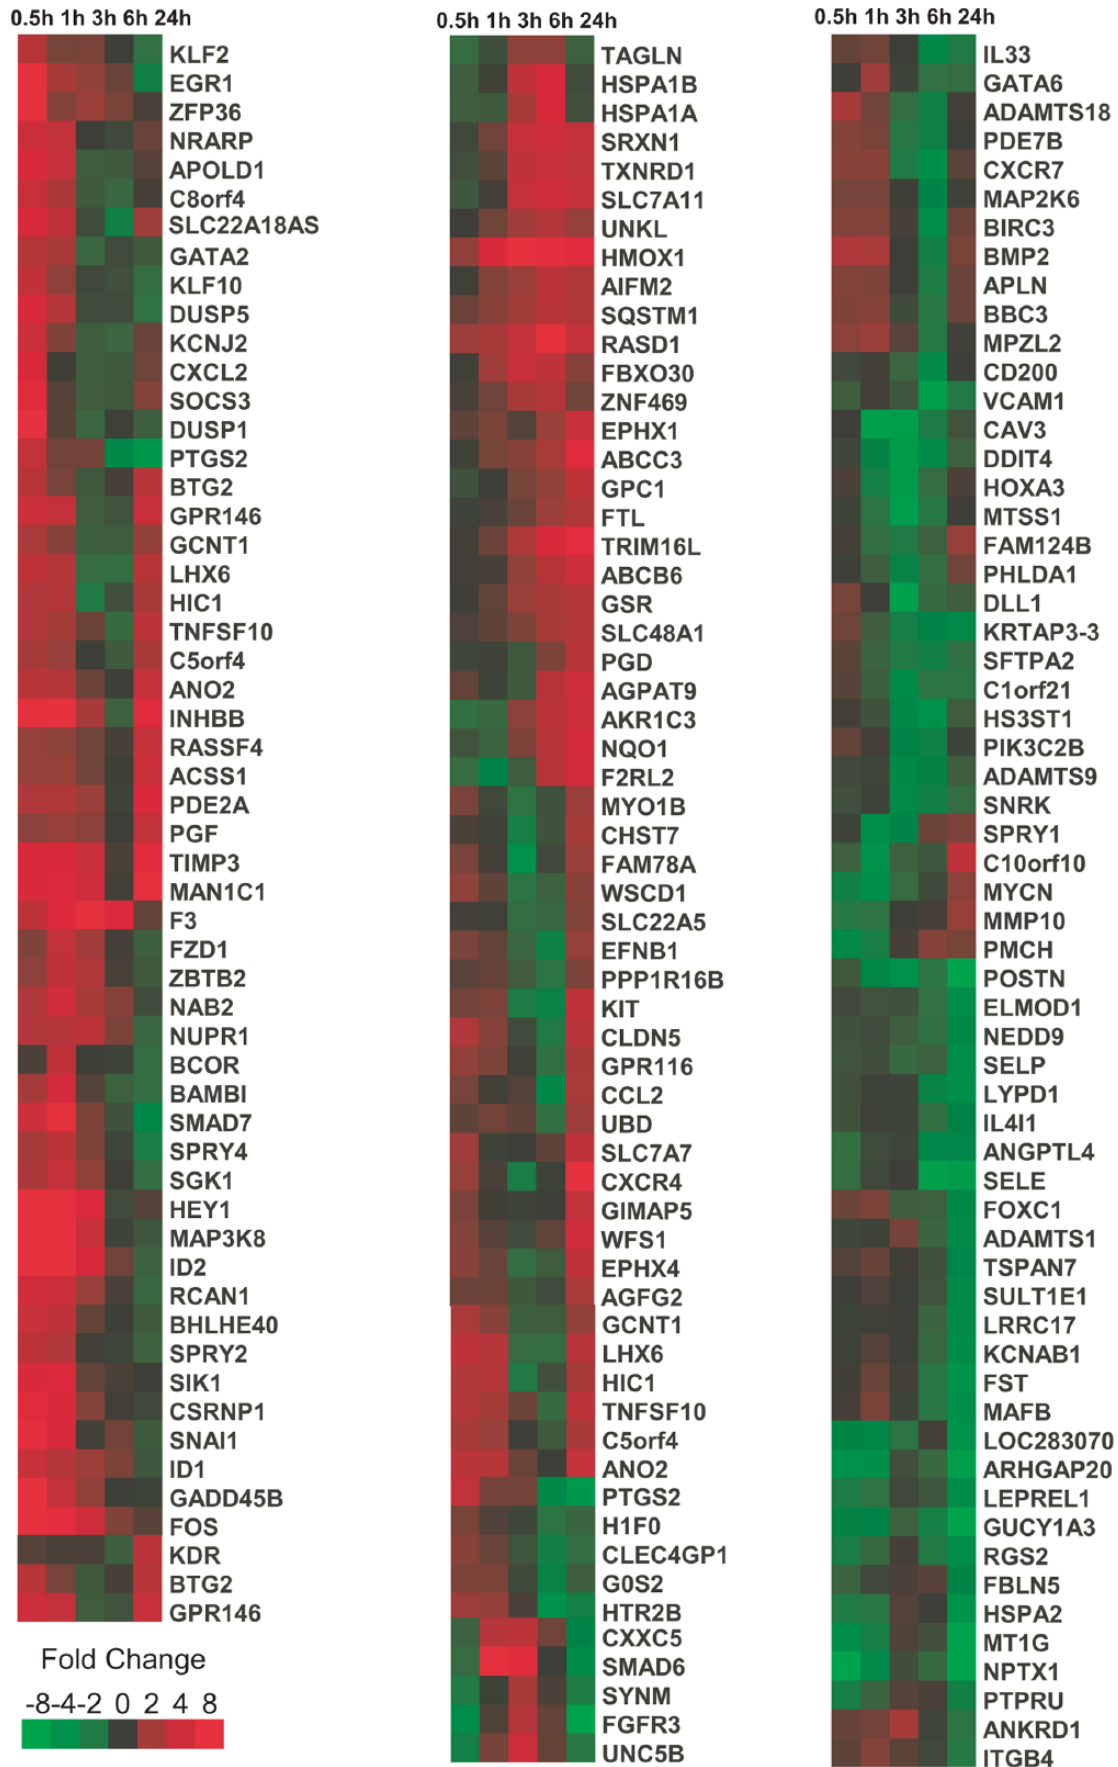 0.5h 1h 3h 6h 24h
KLF2
EGR1
ZFP36
NRARP
APOLD1
C8orf4
SLC22A18AS
GATA2
KLF10
DUSP5
KCNJ2
CXCL2
SOCS3
DUSP1
PTGS2
BTG2
GPR146
GCNT1
LHX6
HIC1
TNFSF10
C5orf4
ANO2
INHBB
RASSF4
ACSS1
PDE2A
PGF
TIMP3
MAN1C1
F3
FZD1
ZBTB2
NAB2
NUPR1
BCOR
BAMBI
SMAD7
SPRY4
SGK1
HEY1
MAP3K8
ID2
RCAN1
BHLHE40
SPRY2
SIK1
CSRNP1
SNAI1
ID1
GADD45B
FOS
KDR
BTG2
GPR146
Fold Change
-8-4-2 0 2 4 8
0.5h 1h 3h 6h 24h
TAGLN
HSPA1B
HSPA1A
SRXN1
TXNRD1
SLC7A11
UNKL
HMOX1
AIFM2
SQSTM1
RASD1
FBXO30
ZNF469
EPHX1
ABCC3
GPC1
FTL
TRIM16L
ABCB6
GSR
SLC48A1
PGD
AGPAT9
AKR1C3
NQO1
F2RL2
MYO1B
CHST7
FAM78A
WSCD1
SLC22A5
EFNB1
PPP1R16B
KIT
CLDN5
GPR116
CCL2
UBD
SLC7A7
CXCR4
GIMAP5
WFS1
EPHX4
AGFG2
GCNT1
LHX6
HIC1
TNFSF10
C5orf4
ANO2
PTGS2
H1F0
CLEC4GP1
G0S2
HTR2B
CXXC5
SMAD6
SYNM
FGFR3
UNC5B
0.5h 1h 3h 6h 24h
IL33
GATA6
ADAMTS18
PDE7B
CXCR7
MAP2K6
BIRC3
BMP2
APLN
BBC3
MPZL2
CD200
VCAM1
CAV3
DDIT4
HOXA3
MTSS1
FAM124B
PHLDA1
DLL1
KRTAP3-3
SFTPA2
C1orf21
HS3ST1
PIK3C2B
ADAMTS9
SNRK
SPRY1
C10orf10
MYCN
MMP10
PMCH
POSTN
ELMOD1
NEDD9
SELP
LYPD1
IL4I1
ANGPTL4
SELE
FOXC1
ADAMTS1
TSPAN7
SULT1E1
LRRC17
KCNAB1
FST
MAFB
LOC283070
ARHGAP20
LEPREL1
GUCY1A3
RGS2
FBLN5
HSPA2
MT1G
NPTX1
PTPRU
ANKRD1
ITGB4